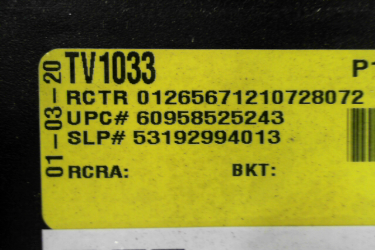 01-03-20
TV1033 P1
RCTR 01265671210728072
UPC# 60958525243
SLP# 53192994013
RCRA: BKT: